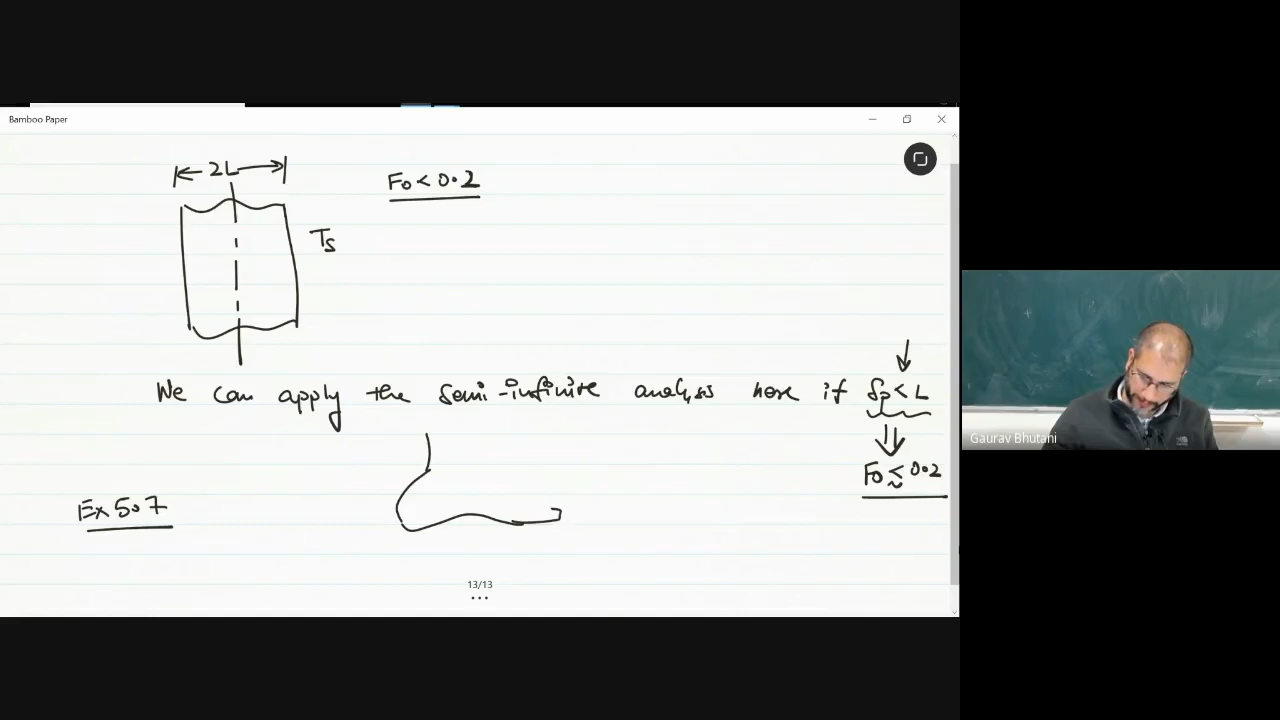 Bamboo Paper
2L
Fo < 0.2
Ts
We can apply the semi-infinite analysis here if δp < L
Fo ≲ 0.2
Ex 5.7
Gaurav Bhutani
13/13